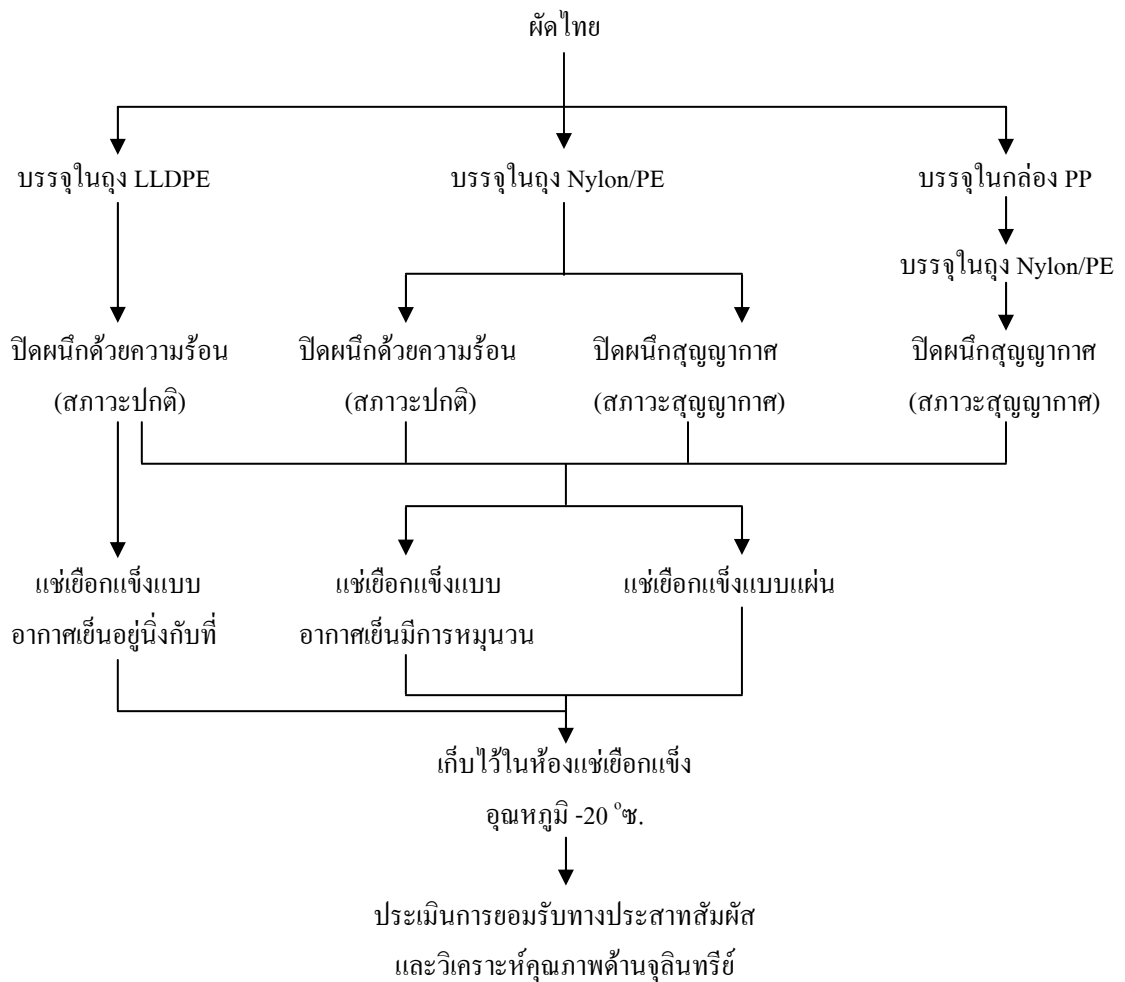 ผัดไทย
บรรจุในถุง LLDPE
บรรจุในถุง Nylon/PE
บรรจุในกล่อง PP
บรรจุในถุง Nylon/PE
ปิดผนึกด้วยความร้อน
(สภาวะปกติ)
ปิดผนึกด้วยความร้อน
(สภาวะปกติ)
ปิดผนึกสุญญากาศ
(สภาวะสุญญากาศ)
ปิดผนึกสุญญากาศ
(สภาวะสุญญากาศ)
แช่เยือกแข็งแบบ
อากาศเย็นอยู่นิ่งกับที่
แช่เยือกแข็งแบบ
อากาศเย็นมีการหมุนวน
แช่เยือกแข็งแบบแผ่น
เก็บไว้ในห้องแช่เยือกแข็ง
อุณหภูมิ -20 °ซ.
ประเมินการยอมรับทางประสาทสัมผัส
และวิเคราะห์คุณภาพด้านจุลินทรีย์